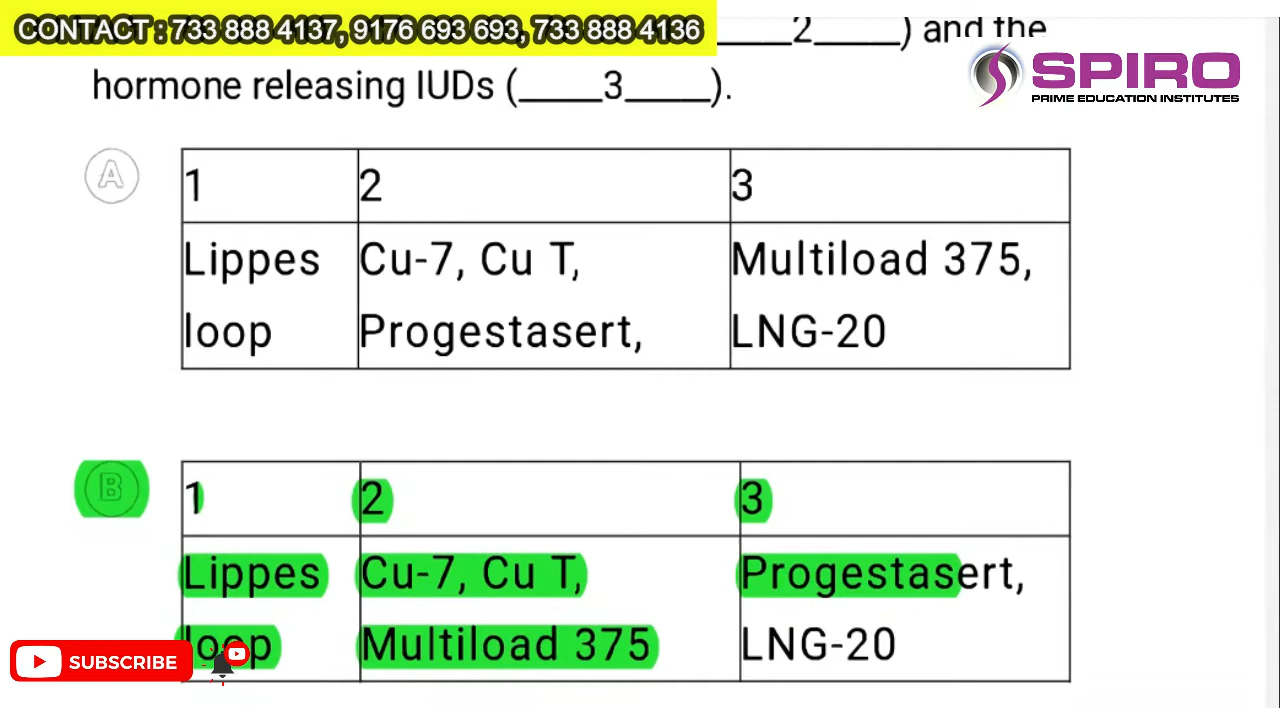 CONTACT : 733 888 4137, 9176 693 693, 733 888 4136
_____2_____) and the
hormone releasing IUDs (_____3_____).
SPIRO
PRIME EDUCATION INSTITUTES
A
1 2 3
Lippes Cu-7, Cu T, Multiload 375,
loop Progestasert, LNG-20
B
1 2 3
Lippes Cu-7, Cu T, Progestasert,
loop Multiload 375 LNG-20
SUBSCRIBE